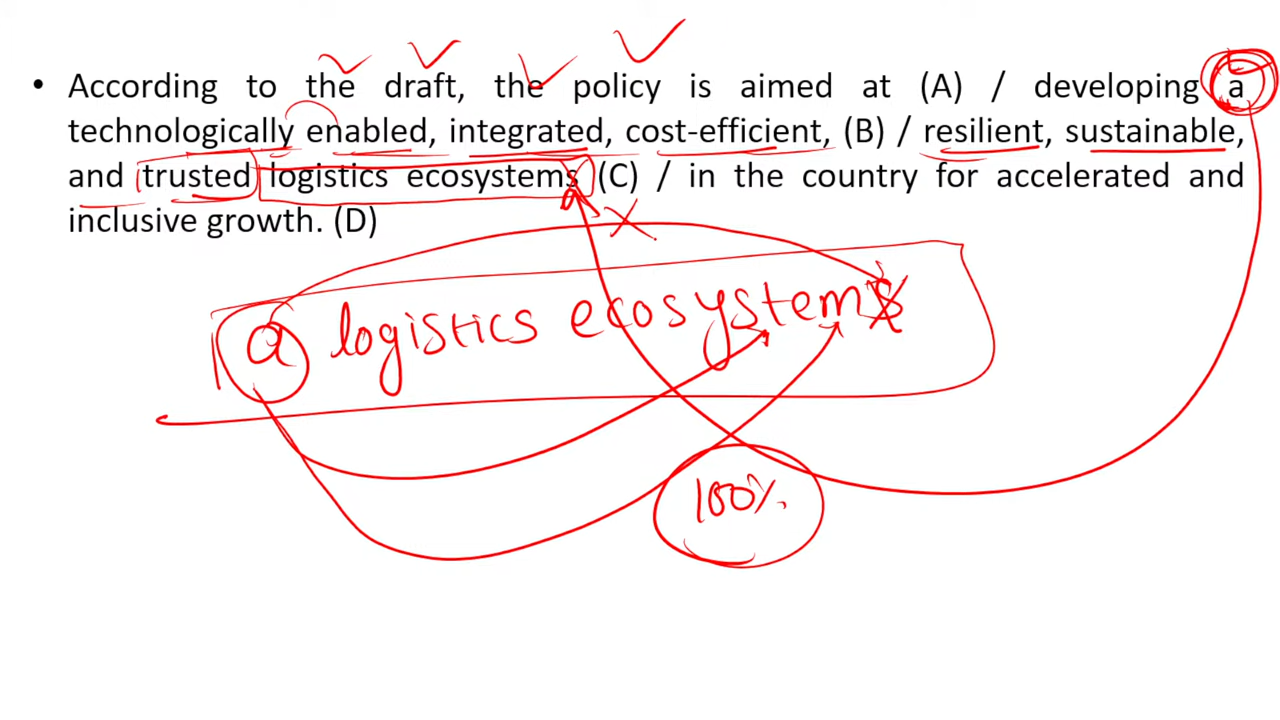 • According to the draft, the policy is aimed at (A) / developing a
technologically enabled, integrated, cost-efficient, (B) / resilient, sustainable,
and trusted logistics ecosystems (C) / in the country for accelerated and
inclusive growth. (D)
a logistics ecosystems
100%